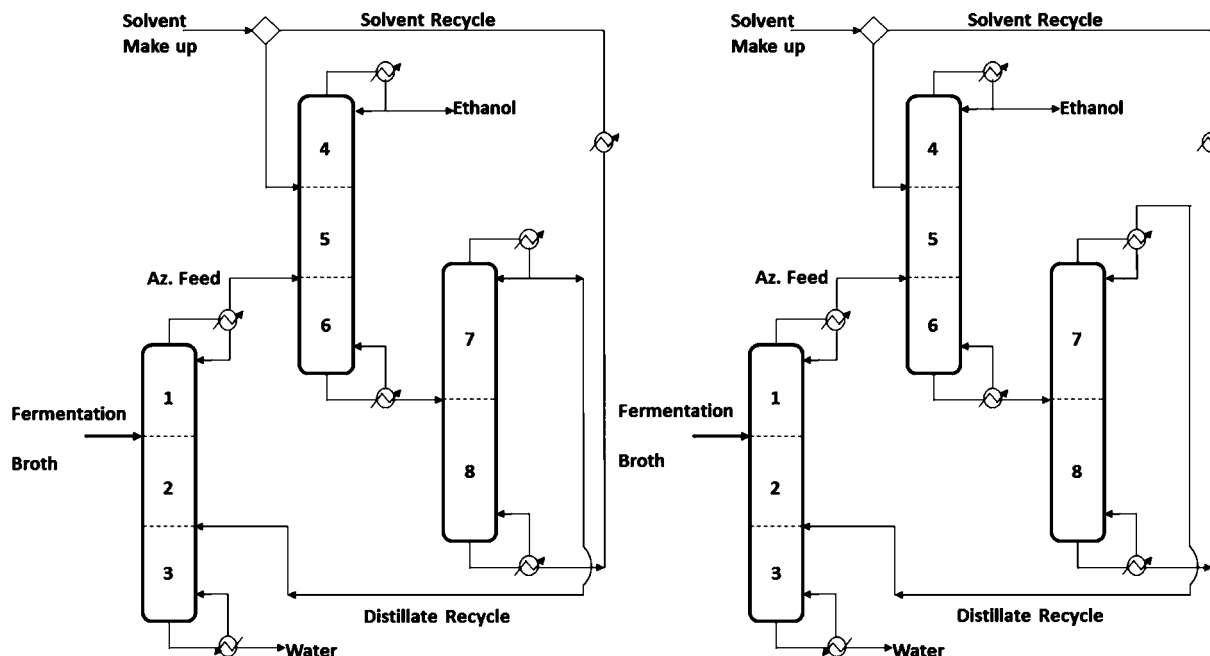 Solvent
Make up
Solvent Recycle
Ethanol
4
5
6
Az. Feed
7
8
1
2
3
Fermentation
Broth
Distillate Recycle
Water
Solvent
Make up
Solvent Recycle
Ethanol
4
5
6
Az. Feed
7
8
1
2
3
Fermentation
Broth
Distillate Recycle
Water